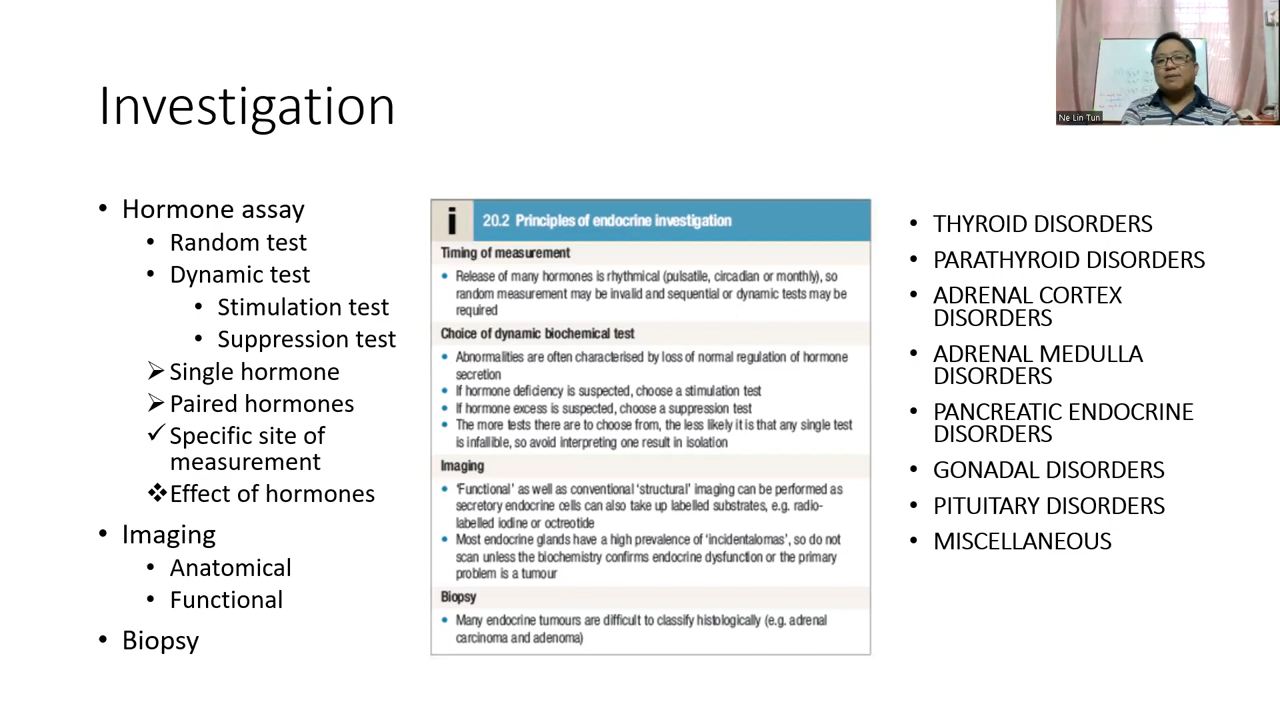 Investigation
• Hormone assay
• Random test
• Dynamic test
• Stimulation test
• Suppression test
➢ Single hormone
➢ Paired hormones
✓ Specific site of
measurement
❖ Effect of hormones
• Imaging
• Anatomical
• Functional
• Biopsy
i 20.2 Principles of endocrine investigation
Timing of measurement
• Release of many hormones is rhythmical (pulsatile, circadian or monthly), so
random measurement may be invalid and sequential or dynamic tests may be
required
Choice of dynamic biochemical test
• Abnormalities are often characterised by loss of normal regulation of hormone
secretion
• If hormone deficiency is suspected, choose a stimulation test
• If hormone excess is suspected, choose a suppression test
• The more tests there are to choose from, the less likely it is that any single test
is infallible, so avoid interpreting one result in isolation
Imaging
• 'Functional' as well as conventional 'structural' imaging can be performed as
secretory endocrine cells can also take up labelled substrates, e.g. radio-
labelled iodine or octreotide
• Most endocrine glands have a high prevalence of 'incidentalomas', so do not
scan unless the biochemistry confirms endocrine dysfunction or the primary
problem is a tumour
Biopsy
• Many endocrine tumours are difficult to classify histologically (e.g. adrenal
carcinoma and adenoma)
• THYROID DISORDERS
• PARATHYROID DISORDERS
• ADRENAL CORTEX
DISORDERS
• ADRENAL MEDULLA
DISORDERS
• PANCREATIC ENDOCRINE
DISORDERS
• GONADAL DISORDERS
• PITUITARY DISORDERS
• MISCELLANEOUS
Ne Lin Tun